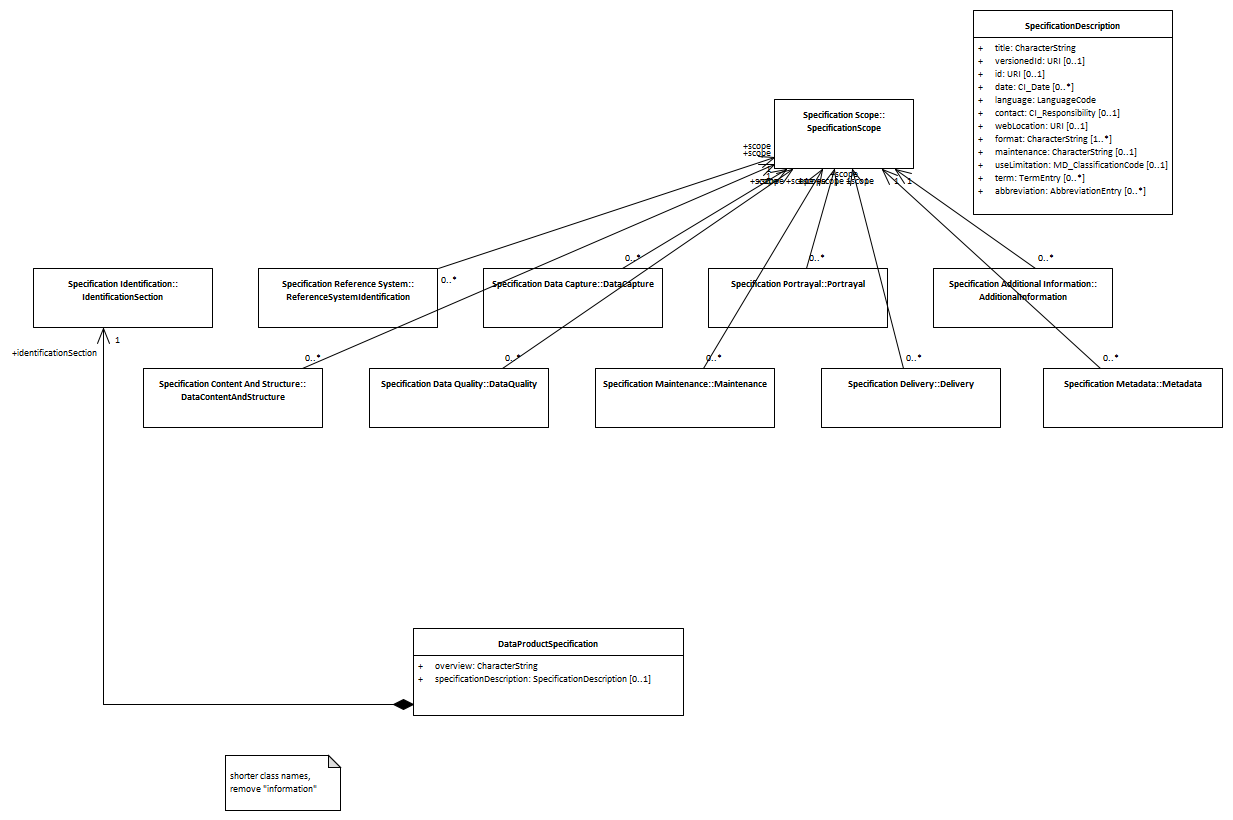 SpecificationDescription
+ title: CharacterString
+ versionedId: URI [0..1]
+ id: URI [0..1]
+ date: CI_Date [0..*]
+ language: LanguageCode
+ contact: CI_Responsibility [0..1]
+ webLocation: URI [0..1]
+ format: CharacterString [1..*]
+ maintenance: CharacterString [0..1]
+ useLimitation: MD_ClassificationCode [0..1]
+ term: TermEntry [0..*]
+ abbreviation: AbbreviationEntry [0..*]
Specification Scope::
SpecificationScope
+scope
+scope
+scope
1 1
0..* 0..* 0..*
0..*
Specification Identification::
IdentificationSection
Specification Reference System::
ReferenceSystemIdentification
Specification Data Capture::DataCapture
Specification Portrayal::Portrayal
Specification Additional Information::
AdditionalInformation
1
+identificationSection
0..* 0..* 0..* 0..* 0..*
Specification Content And Structure::
DataContentAndStructure
Specification Data Quality::DataQuality
Specification Maintenance::Maintenance
Specification Delivery::Delivery
Specification Metadata::Metadata
DataProductSpecification
+ overview: CharacterString
+ specificationDescription: SpecificationDescription [0..1]
shorter class names,
remove "information"